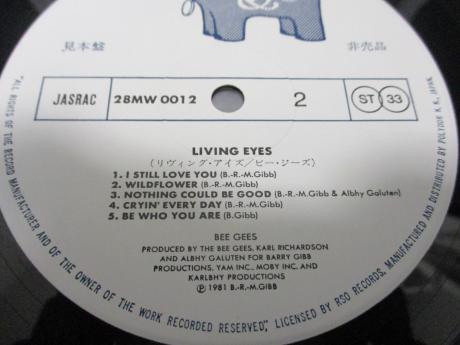 見本盤
非売品
JASRAC
28MW 0012
2
ST
33
LIVING EYES
(リヴィング・アイズ/ビー・ジーズ)
1. I STILL LOVE YOU (B.-R.-M.Gibb)
2. WILDFLOWER (B.-R.-M.Gibb)
3. NOTHING COULD BE GOOD (B.-R.-M.Gibb & Albhy Galuten)
4. CRYIN' EVERY DAY (B.-R.-M.Gibb)
5. BE WHO YOU ARE (B.Gibb)
BEE GEES
PRODUCED BY THE BEE GEES, KARL RICHARDSON
AND ALBHY GALUTEN FOR BARRY GIBB
PRODUCTIONS, YAM INC., MOBY INC. AND
KARLBHY PRODUCTIONS
Ⓟ 1981 B.-R.-M.GIBB
"ALL RIGHTS OF THE RECORD MANUFACTURER AND OF THE OWNER OF THE WORK RECORDED RESERVED", LICENSED BY RSO RECORDS, MANUFACTURED AND DISTRIBUTED BY POLYDOR K.K., JAPAN.